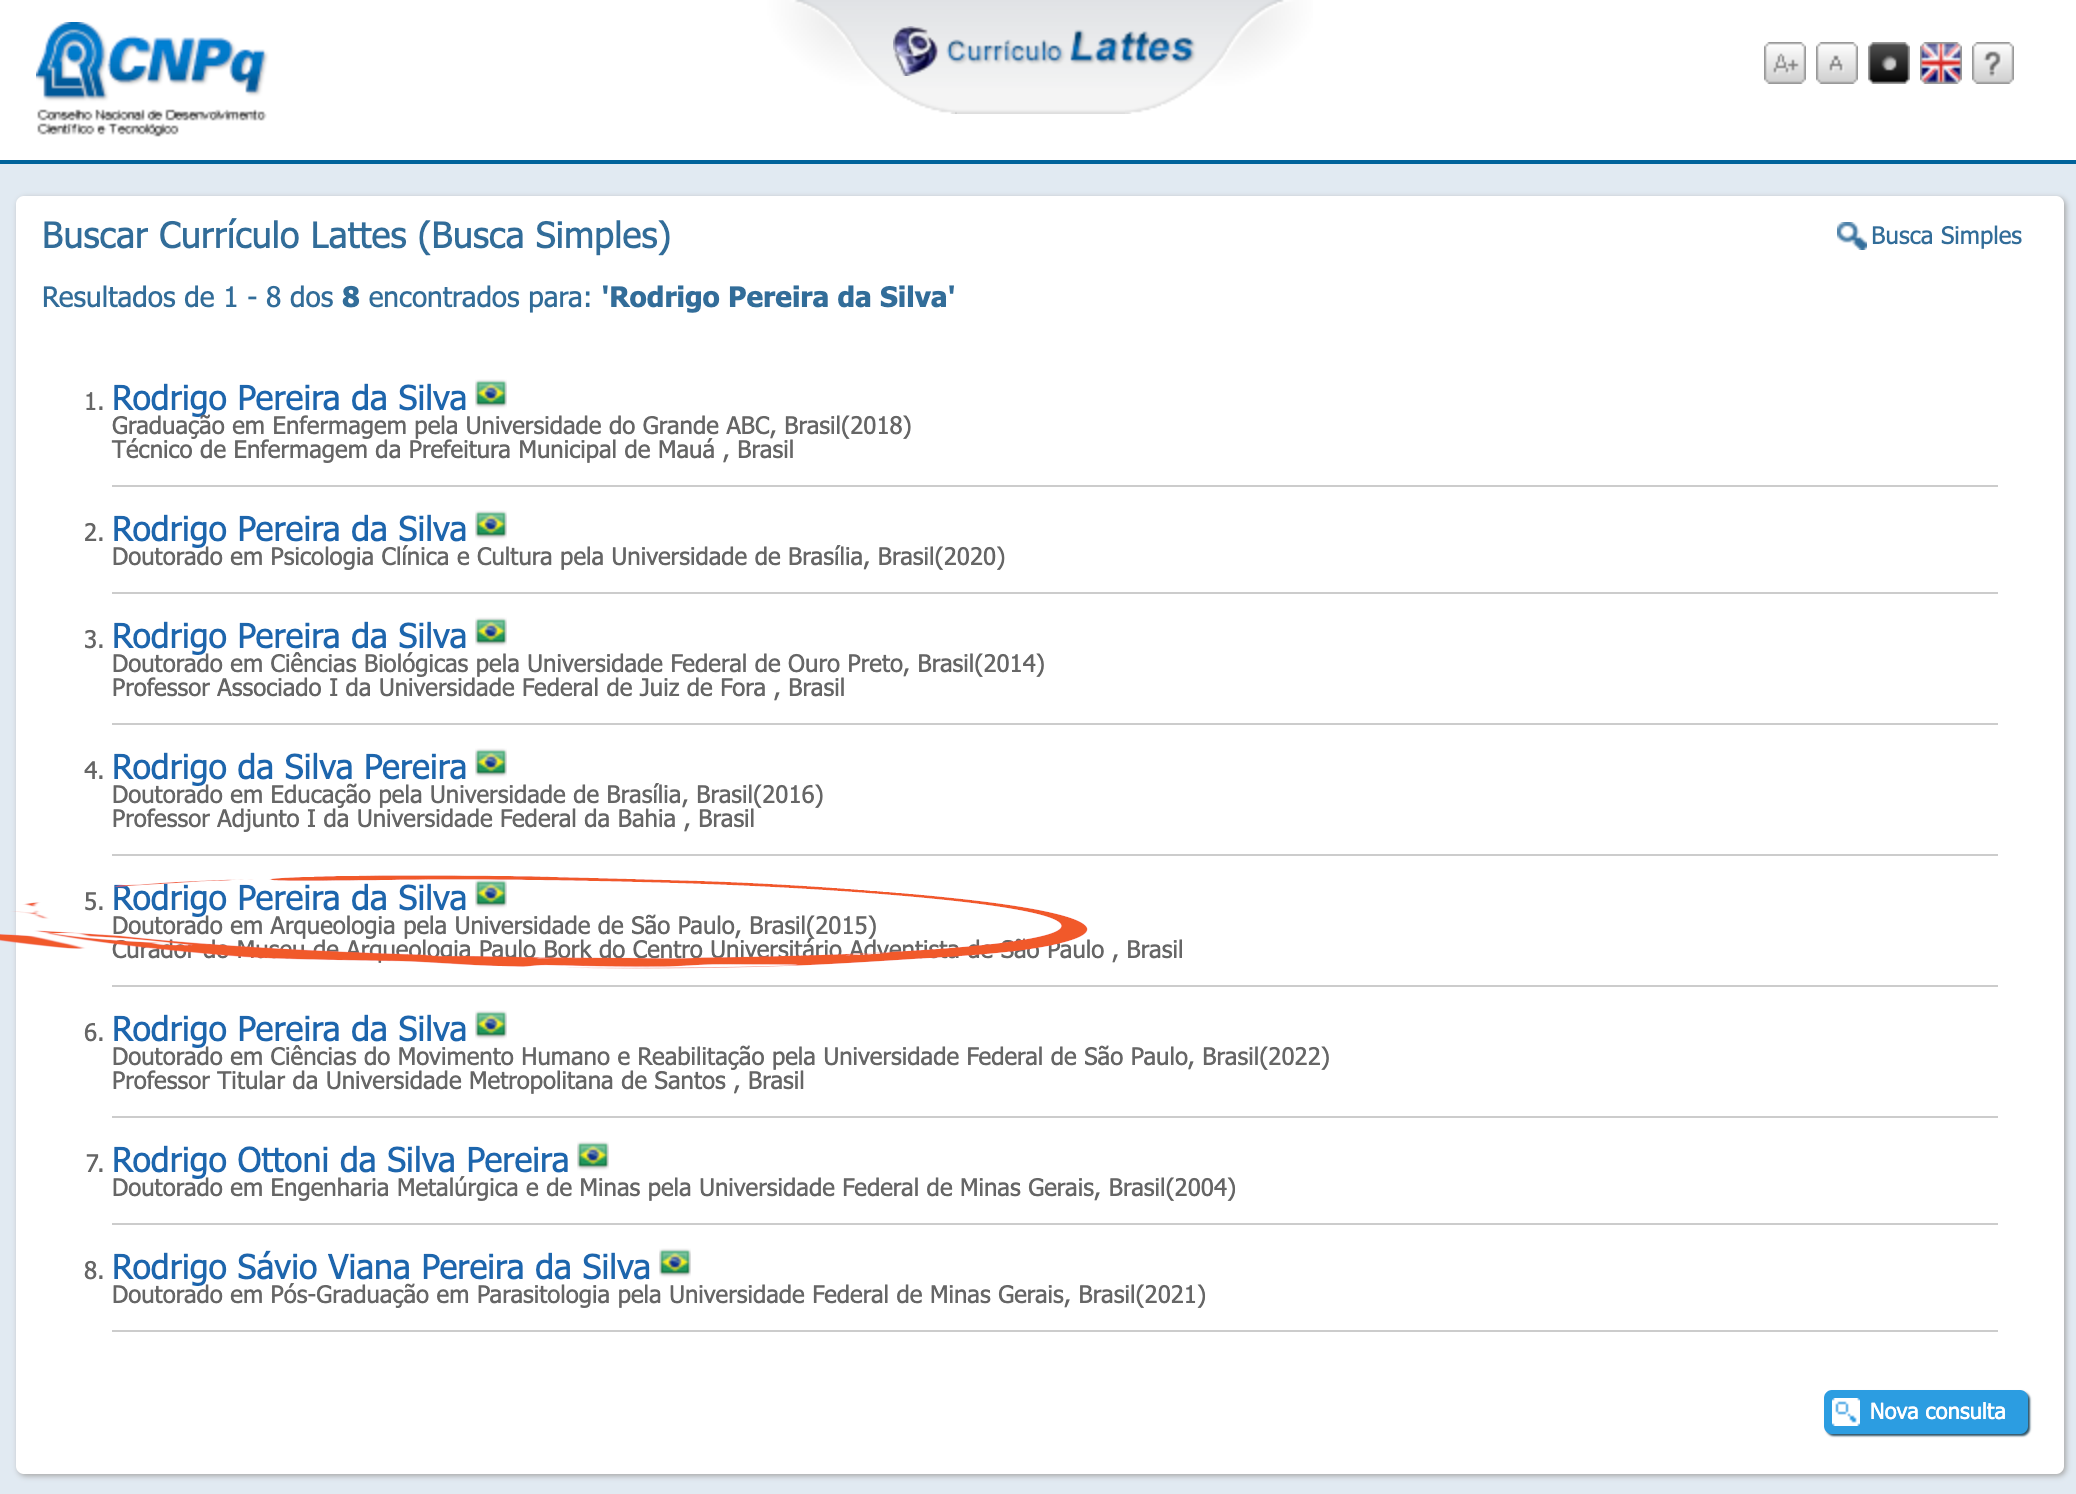 CNPq
Conselho Nacional de Desenvolvimento
Científico e Tecnológico
Currículo Lattes
A+ A ?
Buscar Currículo Lattes (Busca Simples)
Busca Simples
Resultados de 1 - 8 dos 8 encontrados para: 'Rodrigo Pereira da Silva'
1. Rodrigo Pereira da Silva
Graduação em Enfermagem pela Universidade do Grande ABC, Brasil(2018)
Técnico de Enfermagem da Prefeitura Municipal de Mauá , Brasil
2. Rodrigo Pereira da Silva
Doutorado em Psicologia Clínica e Cultura pela Universidade de Brasília, Brasil(2020)
3. Rodrigo Pereira da Silva
Doutorado em Ciências Biológicas pela Universidade Federal de Ouro Preto, Brasil(2014)
Professor Associado I da Universidade Federal de Juiz de Fora , Brasil
4. Rodrigo da Silva Pereira
Doutorado em Educação pela Universidade de Brasília, Brasil(2016)
Professor Adjunto I da Universidade Federal da Bahia , Brasil
5. Rodrigo Pereira da Silva
Doutorado em Arqueologia pela Universidade de São Paulo, Brasil(2015)
Curador do Museu de Arqueologia Paulo Bork do Centro Universitário Adventista de São Paulo , Brasil
6. Rodrigo Pereira da Silva
Doutorado em Ciências do Movimento Humano e Reabilitação pela Universidade Federal de São Paulo, Brasil(2022)
Professor Titular da Universidade Metropolitana de Santos , Brasil
7. Rodrigo Ottoni da Silva Pereira
Doutorado em Engenharia Metalúrgica e de Minas pela Universidade Federal de Minas Gerais, Brasil(2004)
8. Rodrigo Sávio Viana Pereira da Silva
Doutorado em Pós-Graduação em Parasitologia pela Universidade Federal de Minas Gerais, Brasil(2021)
Nova consulta